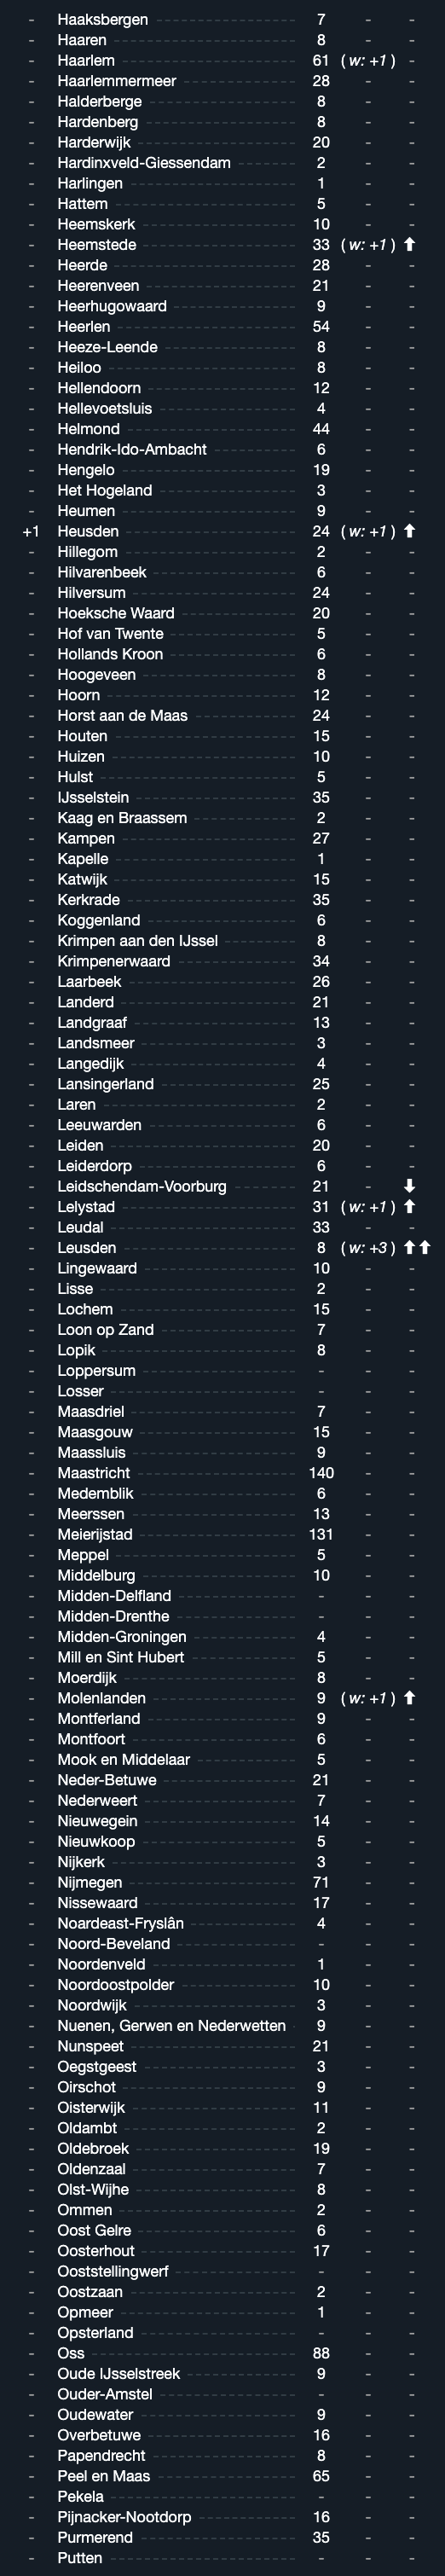 - Haaksbergen 7 - -
- Haaren 8 - -
- Haarlem 61 ( w: +1 ) -
- Haarlemmermeer 28 - -
- Halderberge 8 - -
- Hardenberg 8 - -
- Harderwijk 20 - -
- Hardinxveld-Giessendam 2 - -
- Harlingen 1 - -
- Hattem 5 - -
- Heemskerk 10 - -
- Heemstede 33 ( w: +1 ) ⬆
- Heerde 28 - -
- Heerenveen 21 - -
- Heerhugowaard 9 - -
- Heerlen 54 - -
- Heeze-Leende 8 - -
- Heiloo 8 - -
- Hellendoorn 12 - -
- Hellevoetsluis 4 - -
- Helmond 44 - -
- Hendrik-Ido-Ambacht 6 - -
- Hengelo 19 - -
- Het Hogeland 3 - -
- Heumen 9 - -
+1 Heusden 24 ( w: +1 ) ⬆
- Hillegom 2 - -
- Hilvarenbeek 6 - -
- Hilversum 24 - -
- Hoeksche Waard 20 - -
- Hof van Twente 5 - -
- Hollands Kroon 6 - -
- Hoogeveen 8 - -
- Hoorn 12 - -
- Horst aan de Maas 24 - -
- Houten 15 - -
- Huizen 10 - -
- Hulst 5 - -
- IJsselstein 35 - -
- Kaag en Braassem 2 - -
- Kampen 27 - -
- Kapelle 1 - -
- Katwijk 15 - -
- Kerkrade 35 - -
- Koggenland 6 - -
- Krimpen aan den IJssel 8 - -
- Krimpenerwaard 34 - -
- Laarbeek 26 - -
- Landerd 21 - -
- Landgraaf 13 - -
- Landsmeer 3 - -
- Langedijk 4 - -
- Lansingerland 25 - -
- Laren 2 - -
- Leeuwarden 6 - -
- Leiden 20 - -
- Leiderdorp 6 - -
- Leidschendam-Voorburg 21 - ⬇
- Lelystad 31 ( w: +1 ) ⬆
- Leudal 33 - -
- Leusden 8 ( w: +3 ) ⬆⬆
- Lingewaard 10 - -
- Lisse 2 - -
- Lochem 15 - -
- Loon op Zand 7 - -
- Lopik 8 - -
- Loppersum - - -
- Losser - - -
- Maasdriel 7 - -
- Maasgouw 15 - -
- Maassluis 9 - -
- Maastricht 140 - -
- Medemblik 6 - -
- Meerssen 13 - -
- Meierijstad 131 - -
- Meppel 5 - -
- Middelburg 10 - -
- Midden-Delfland - - -
- Midden-Drenthe - - -
- Midden-Groningen 4 - -
- Mill en Sint Hubert 5 - -
- Moerdijk 8 - -
- Molenlanden 9 ( w: +1 ) ⬆
- Montferland 9 - -
- Montfoort 6 - -
- Mook en Middelaar 5 - -
- Neder-Betuwe 21 - -
- Nederweert 7 - -
- Nieuwegein 14 - -
- Nieuwkoop 5 - -
- Nijkerk 3 - -
- Nijmegen 71 - -
- Nissewaard 17 - -
- Noardeast-Fryslân 4 - -
- Noord-Beveland - - -
- Noordenveld 1 - -
- Noordoostpolder 10 - -
- Noordwijk 3 - -
- Nuenen, Gerwen en Nederwetten 9 - -
- Nunspeet 21 - -
- Oegstgeest 3 - -
- Oirschot 9 - -
- Oisterwijk 11 - -
- Oldambt 2 - -
- Oldebroek 19 - -
- Oldenzaal 7 - -
- Olst-Wijhe 8 - -
- Ommen 2 - -
- Oost Gelre 6 - -
- Oosterhout 17 - -
- Ooststellingwerf - - -
- Oostzaan 2 - -
- Opmeer 1 - -
- Opsterland - - -
- Oss 88 - -
- Oude IJsselstreek 9 - -
- Ouder-Amstel - - -
- Oudewater 9 - -
- Overbetuwe 16 - -
- Papendrecht 8 - -
- Peel en Maas 65 - -
- Pekela - - -
- Pijnacker-Nootdorp 16 - -
- Purmerend 35 - -
- Putten - - -